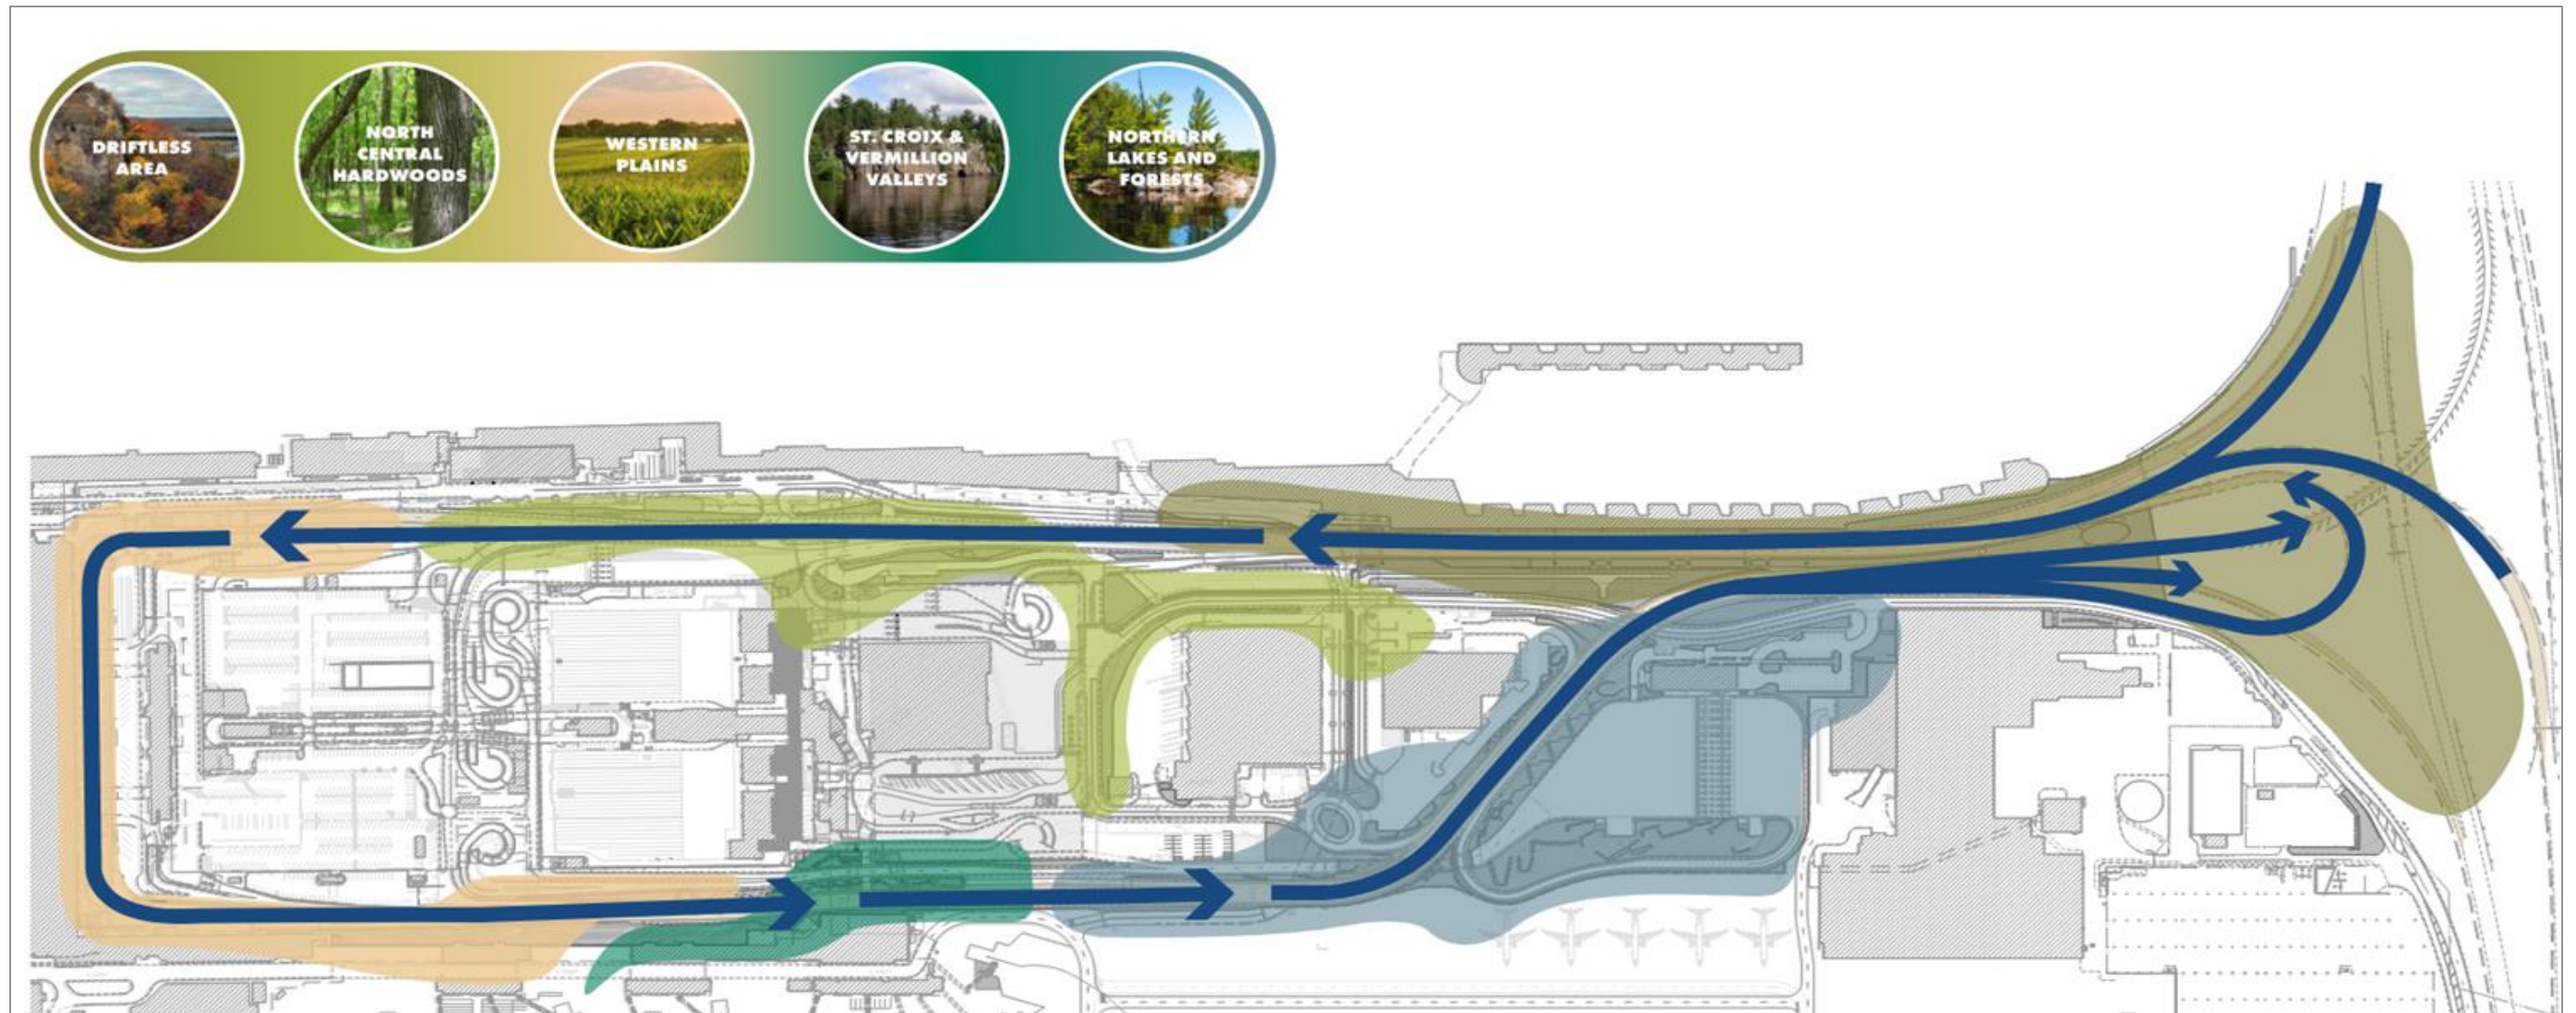 DRIFTLESS
AREA
NORTH
CENTRAL
HARDWOODS
WESTERN
PLAINS
ST. CROIX &
VERMILLION
VALLEYS
NORTHERN
LAKES AND
FORESTS